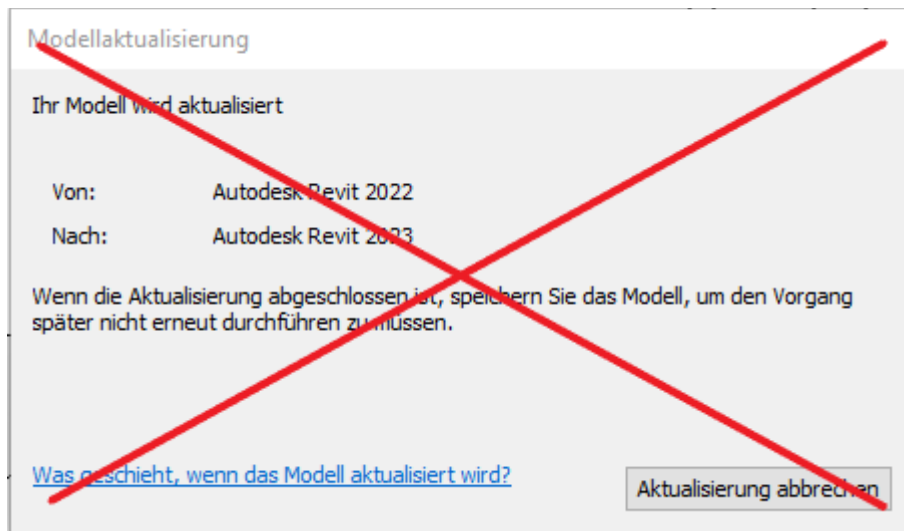 Modellaktualisierung
Ihr Modell wird aktualisiert
Von: Autodesk Revit 2022
Nach: Autodesk Revit 2023
Wenn die Aktualisierung abgeschlossen ist, speichern Sie das Modell, um den Vorgang
später nicht erneut durchführen zu müssen.
Was geschieht, wenn das Modell aktualisiert wird?
Aktualisierung abbrechen